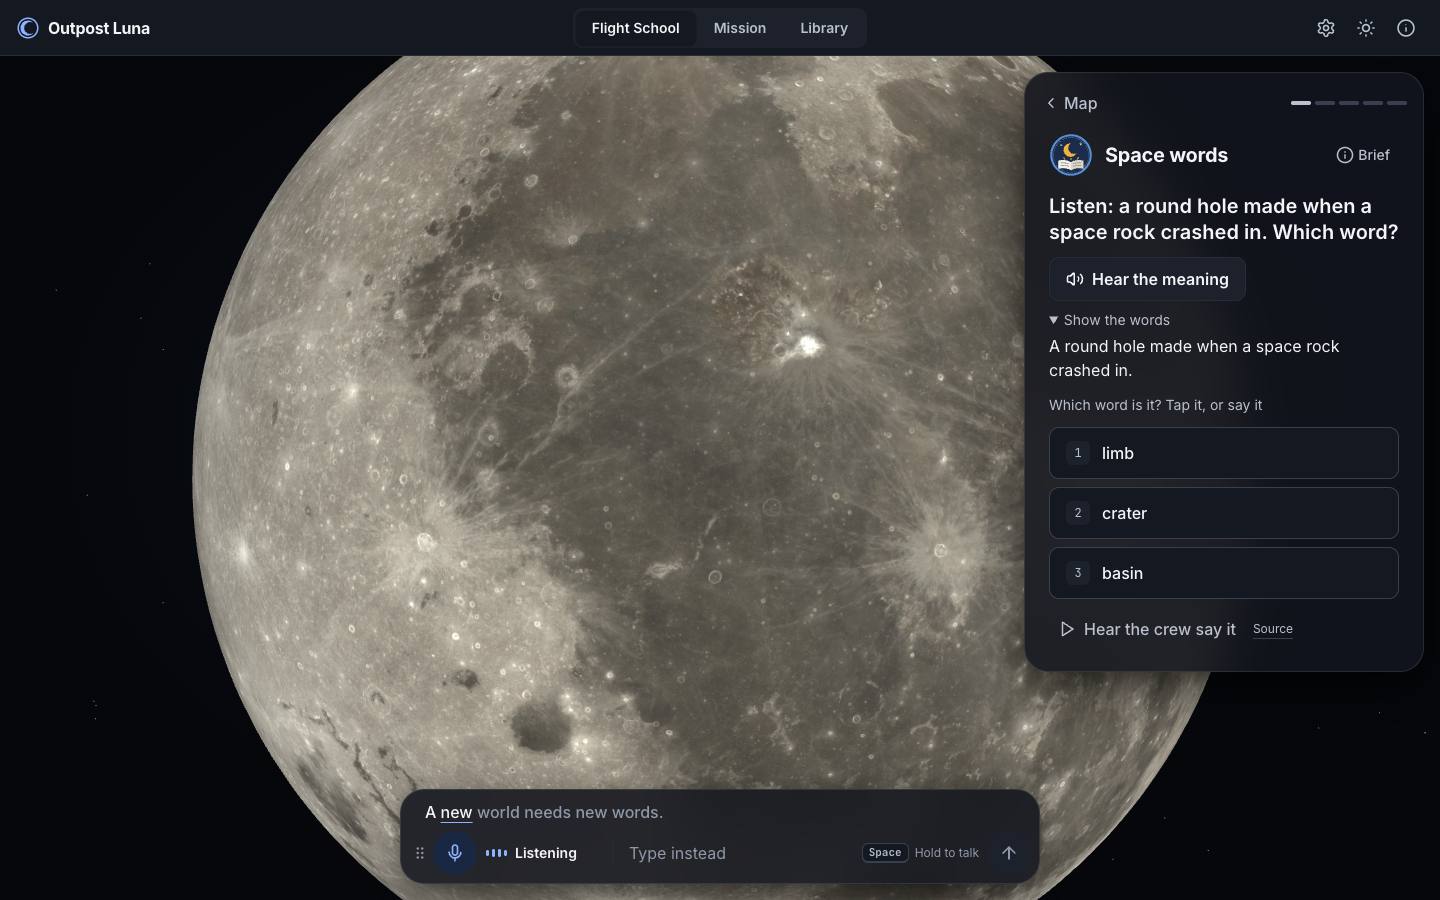 Outpost Luna
Flight School
Mission
Library
Map
Space words
Brief
Listen: a round hole made when a
space rock crashed in. Which word?
Hear the meaning
Show the words
A round hole made when a space rock
crashed in.
Which word is it? Tap it, or say it
1 limb
2 crater
3 basin
Hear the crew say it Source
A new world needs new words.
Listening
Type instead
Space Hold to talk